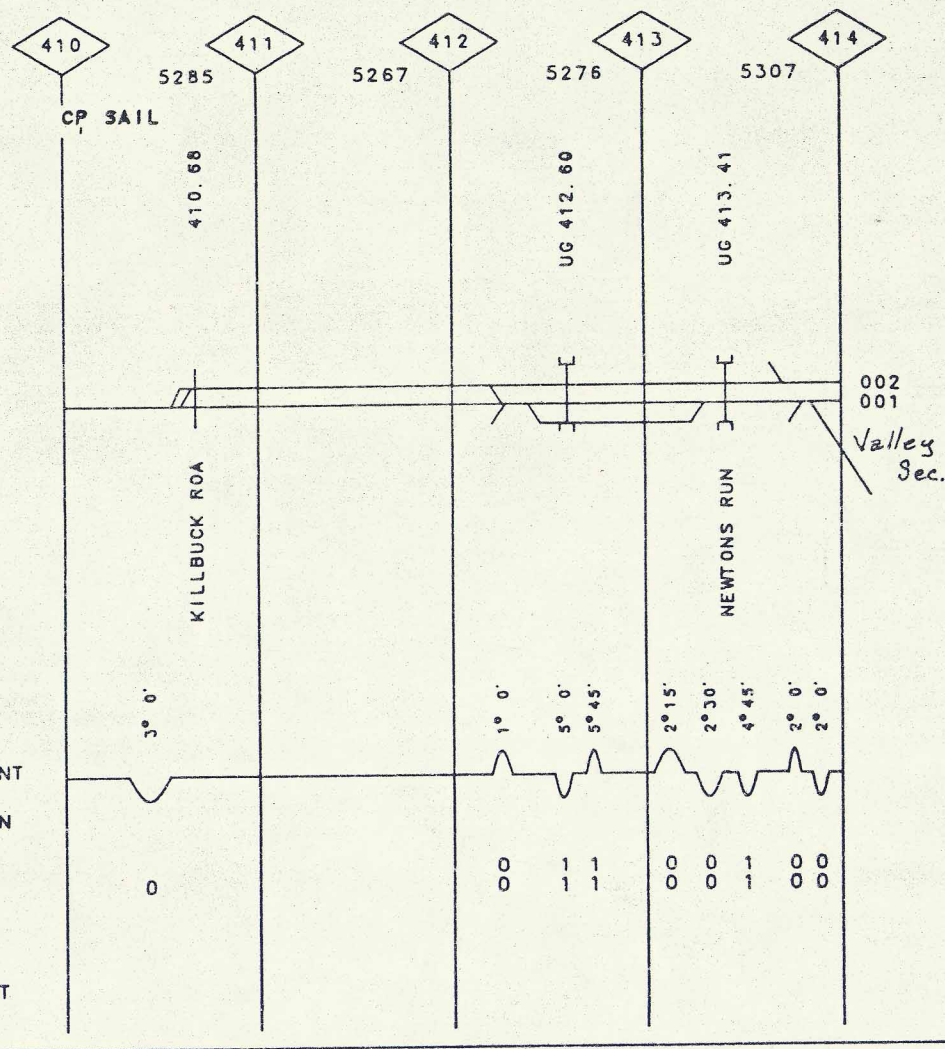 410 411 412 413 414
5285 5267 5276 5307
CP SAIL
410.68
UG 412.60
UG 413.41
002
001
Valley
Sec.
KILLBUCK ROA
NEWTONS RUN
3° 0' 1° 0' 5° 0' 5° 45' 2° 15' 2° 30' 4° 45' 2° 0' 2° 0'
NT
N
0 0 1 1 0 0 1 0 0
0 1 1 0 0 1 0 0
T